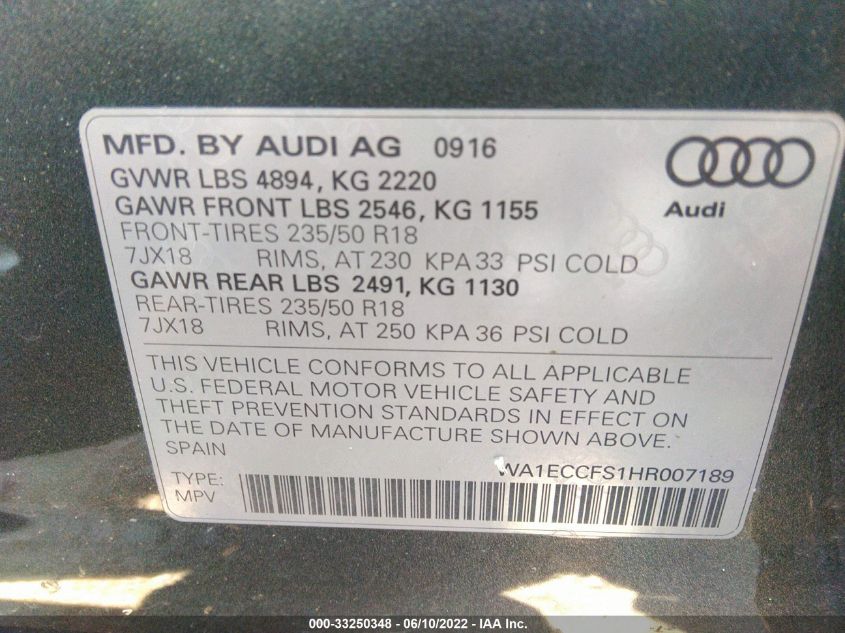 MFD. BY AUDI AG 0916
GVWR LBS 4894, KG 2220
GAWR FRONT LBS 2546, KG 1155
FRONT-TIRES 235/50 R18
7JX18 RIMS, AT 230 KPA 33 PSI COLD
GAWR REAR LBS 2491, KG 1130
REAR-TIRES 235/50 R18
7JX18 RIMS, AT 250 KPA 36 PSI COLD
Audi
THIS VEHICLE CONFORMS TO ALL APPLICABLE
U.S. FEDERAL MOTOR VEHICLE SAFETY AND
THEFT PREVENTION STANDARDS IN EFFECT ON
THE DATE OF MANUFACTURE SHOWN ABOVE.
SPAIN
WA1ECCFS1HR007189
TYPE:
MPV
000-33250348 - 06/10/2022 - IAA Inc.